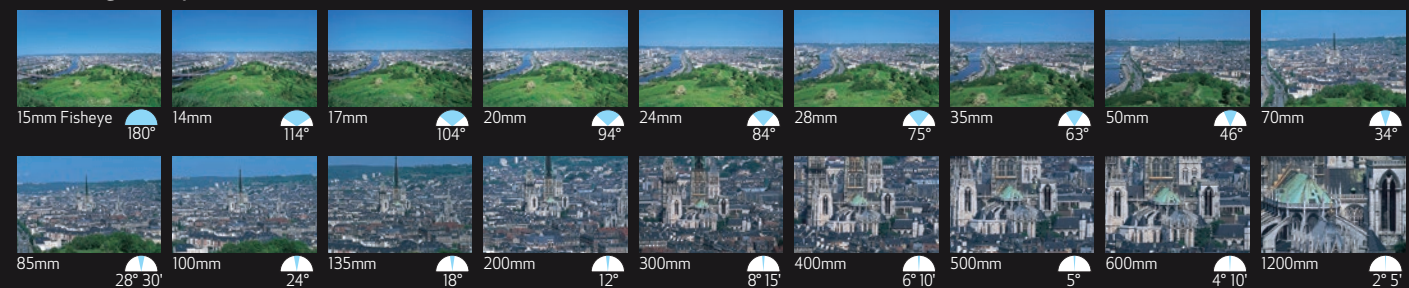 15mm Fisheye 180°
14mm 114°
17mm 104°
20mm 94°
24mm 84°
28mm 75°
35mm 63°
50mm 46°
70mm 34°
85mm 28° 30'
100mm 24°
135mm 18°
200mm 12°
300mm 8° 15'
400mm 6° 10'
500mm 5°
600mm 4° 10'
1200mm 2° 5'